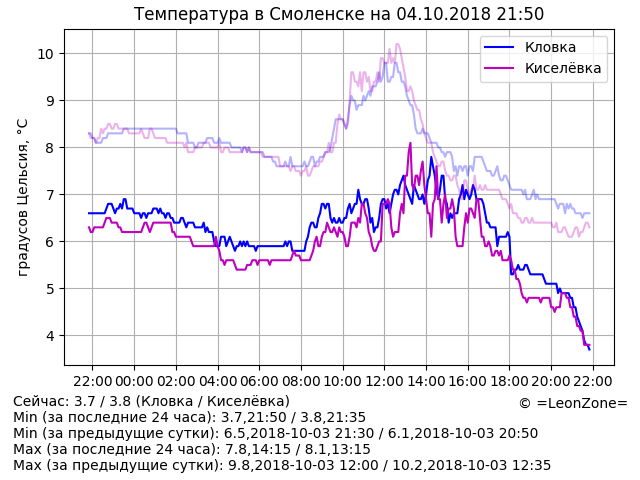 Температура в Смоленске на 04.10.2018 21:50
Кловка
Киселёвка
градусов Цельсия, °C
10
9
8
7
6
5
4
22:00 00:00 02:00 04:00 06:00 08:00 10:00 12:00 14:00 16:00 18:00 20:00 22:00
Сейчас: 3.7 / 3.8 (Кловка / Киселёвка)
© =LeonZone=
Min (за последние 24 часа): 3.7,21:50 / 3.8,21:35
Min (за предыдущие сутки): 6.5,2018-10-03 21:30 / 6.1,2018-10-03 20:50
Max (за последние 24 часа): 7.8,14:15 / 8.1,13:15
Max (за предыдущие сутки): 9.8,2018-10-03 12:00 / 10.2,2018-10-03 12:35